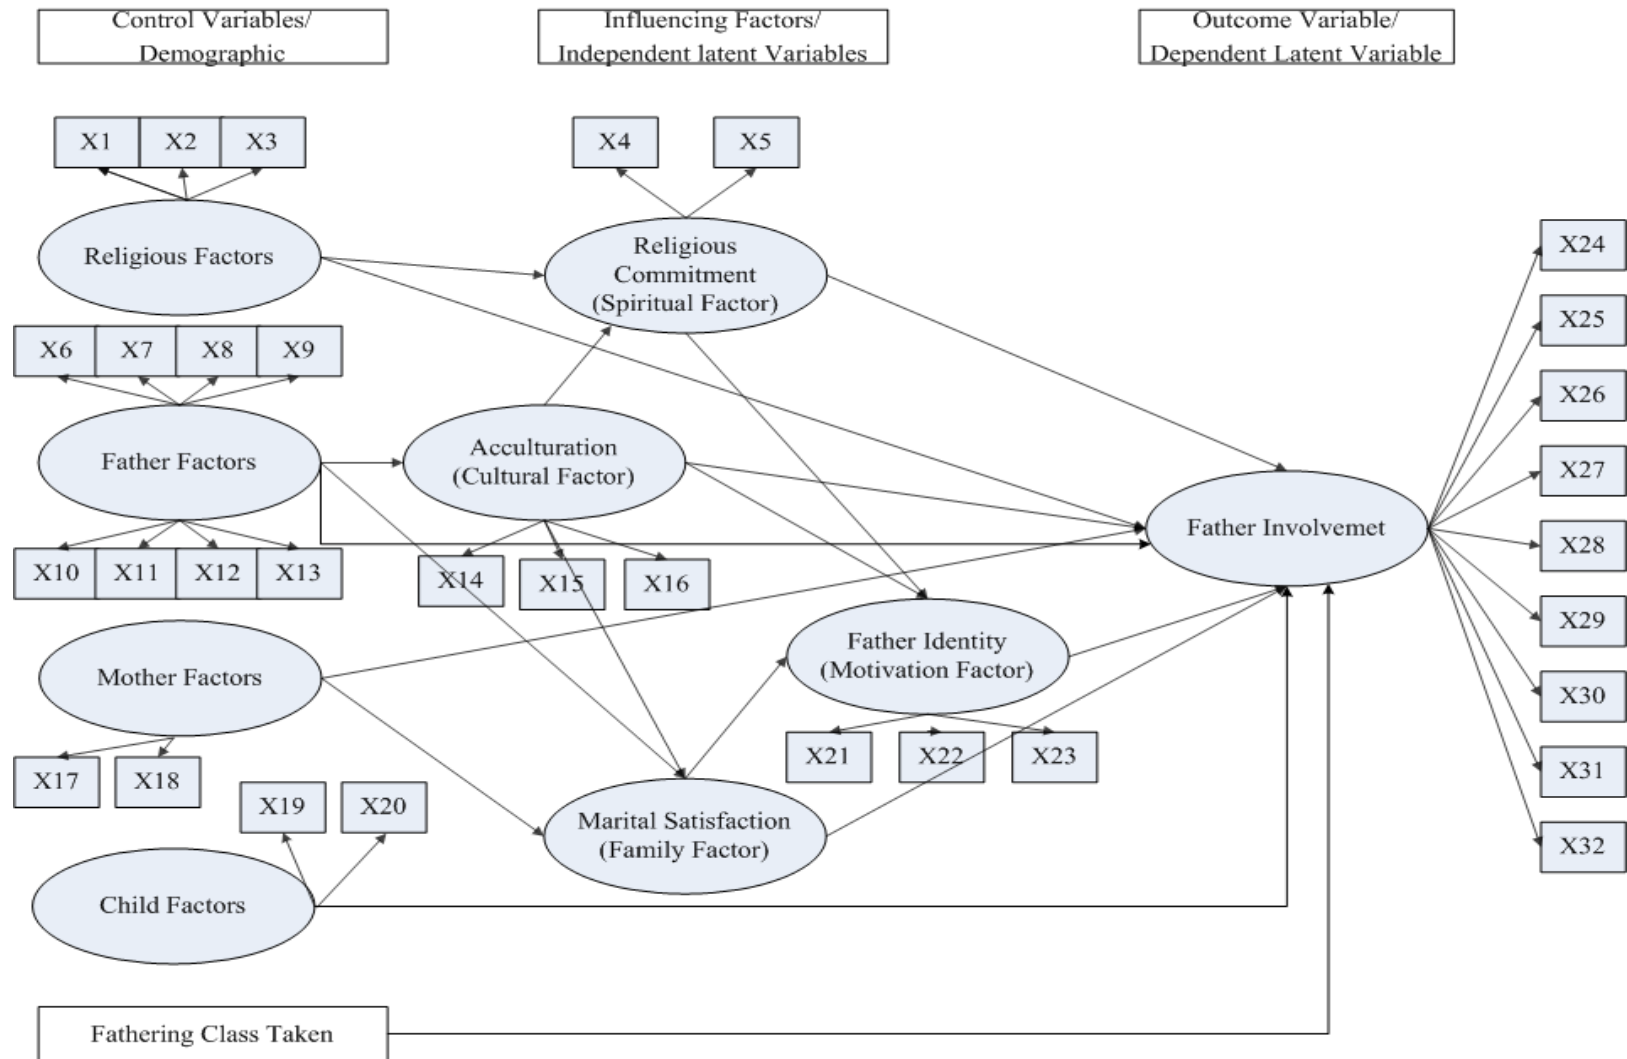 Control Variables/
Demographic
Influencing Factors/
Independent latent Variables
Outcome Variable/
Dependent Latent Variable
X1
X2
X3
X4
X5
Religious Factors
Religious
Commitment
(Spiritual Factor)
X24
X25
X26
X27
X28
X29
X30
X31
X32
X6
X7
X8
X9
Father Factors
Acculturation
(Cultural Factor)
Father Involvemet
X10
X11
X12
X13
X14
X15
X16
Mother Factors
Father Identity
(Motivation Factor)
X17
X18
X21
X22
X23
X19
X20
Marital Satisfaction
(Family Factor)
Child Factors
Fathering Class Taken